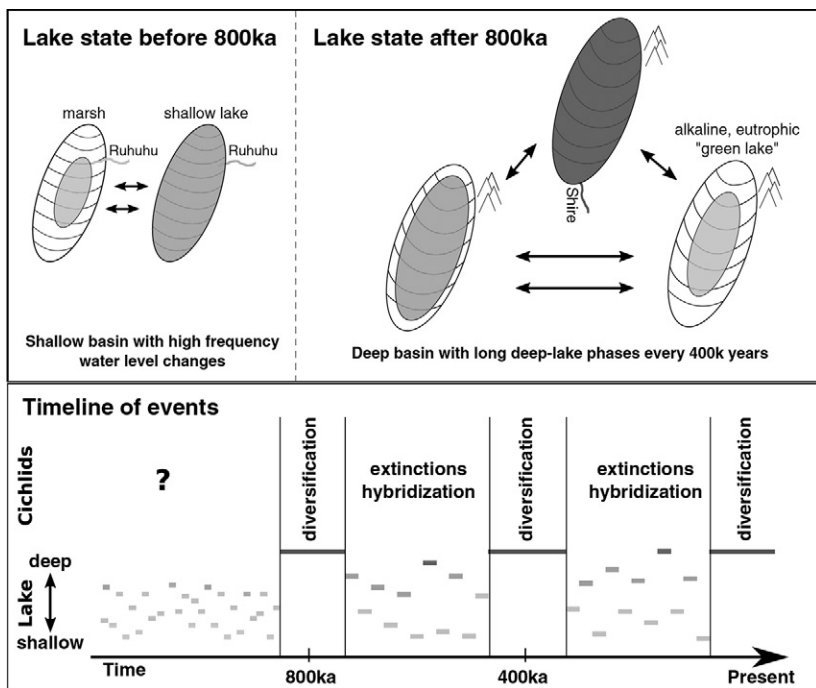 Lake state before 800ka
marsh
shallow lake
Ruhuhu
Ruhuhu
Shallow basin with high frequency
water level changes
Lake state after 800ka
Shire
alkaline, eutrophic
"green lake"
Deep basin with long deep-lake phases every 400k years
Timeline of events
Cichlids
?
diversification
extinctions
hybridization
diversification
extinctions
hybridization
diversification
Lake
deep
shallow
Time
800ka
400ka
Present